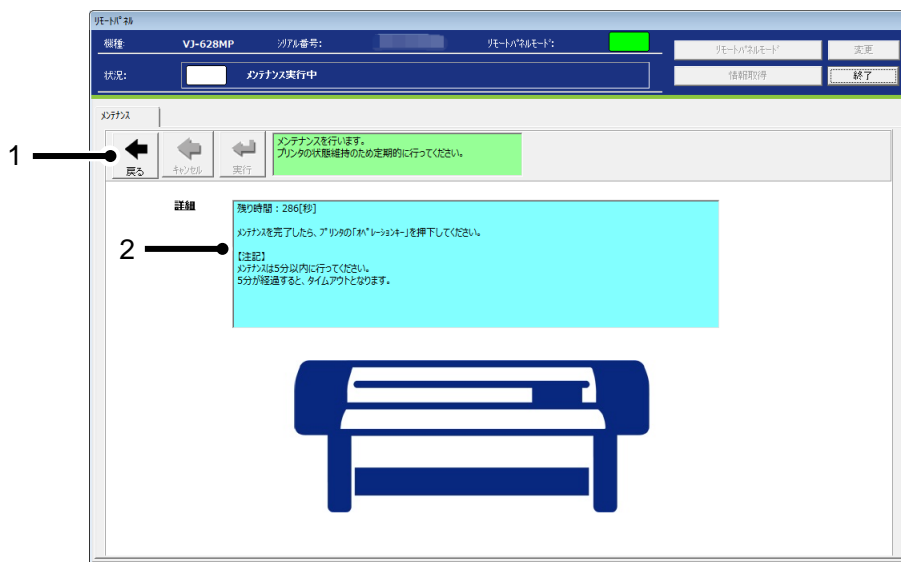 ﾘﾓｰﾄﾊﾟﾈﾙ
機種: VJ-628MP ｼﾘｱﾙ番号: ﾘﾓｰﾄﾊﾟﾈﾙﾓｰﾄﾞ:
ﾘﾓｰﾄﾊﾟﾈﾙﾓｰﾄﾞ 変更
状況: ﾒﾝﾃﾅﾝｽ実行中
情報取得 終了
ﾒﾝﾃﾅﾝｽ
1
戻る ｷｬﾝｾﾙ 実行
メンテナンスを行います。
プリンタの状態維持のため定期的に行ってください。
詳細
2
残り時間：286[秒]
ﾒﾝﾃﾅﾝｽを完了したら、ﾌﾟﾘﾝﾀの｢ｵﾍﾟﾚｰｼｮﾝｷｰ｣を押下してください。
【注記】
ﾒﾝﾃﾅﾝｽは5分以内に行ってください。
5分が経過すると、タイムアウトとなります。